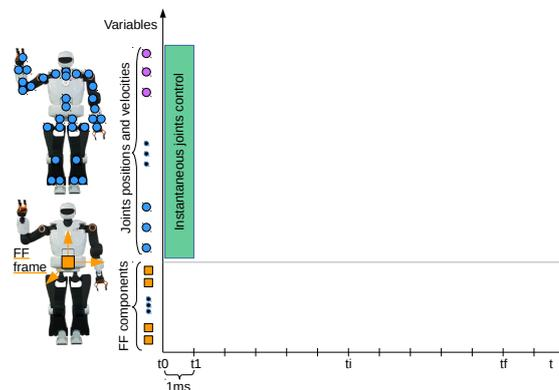 Variables
Joints positions and velocities
Instantaneous joints control
FF
frame
FF components
t0
t1
ti
tf
t
1ms